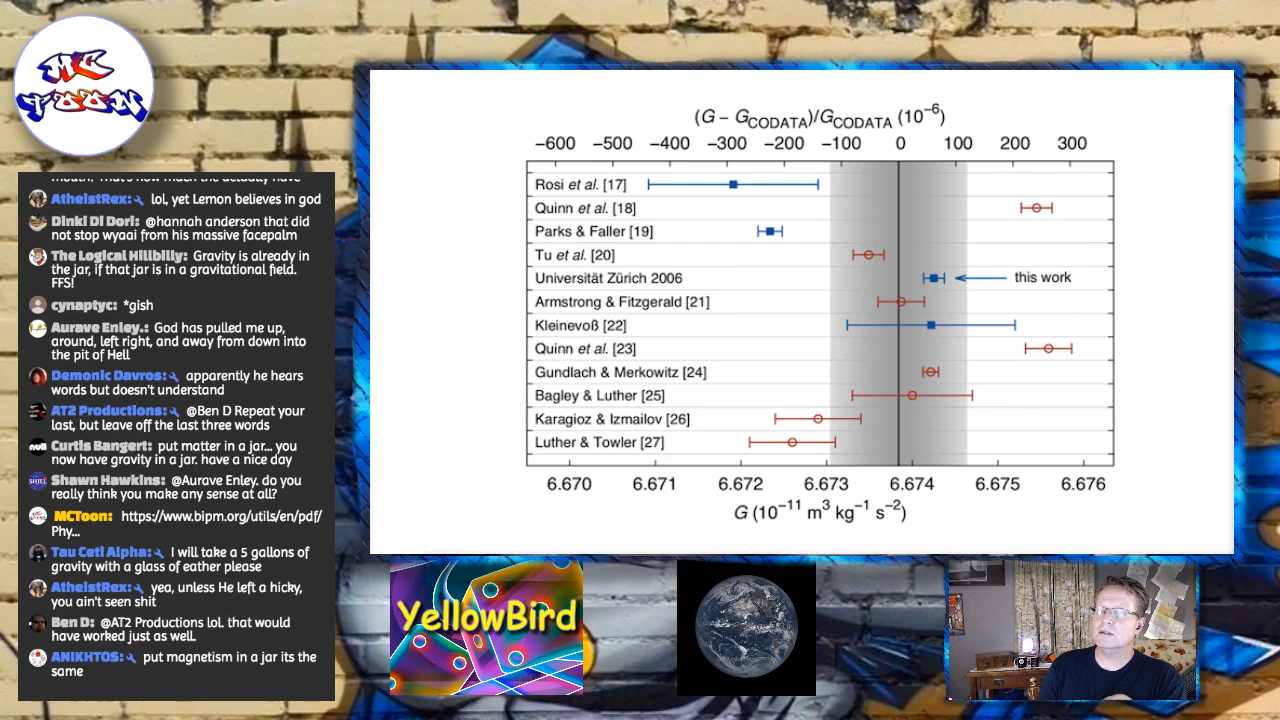 MC
TOON
mouth? That's how much the actually have
AtheistRex: lol, yet Lemon believes in god
Dinki Di Dori: @hannah anderson that did
not stop wyaai from his massive facepalm
The Logical Hillbilly: Gravity is already in
the jar, if that jar is in a gravitational field.
FFS!
cynaptyc: *gish
Aurave Enley.: God has pulled me up,
around, left right, and away from down into
the pit of Hell
Demonic Davros: apparently he hears
words but doesn't understand
AT2 Productions: @Ben D Repeat your
last, but leave off the last three words
null
Curtis Bangert: put matter in a jar... you
now have gravity in a jar. have a nice day
SHILL
Shawn Hawkins: @Aurave Enley. do you
really think you make any sense at all?
MCToon: https://www.bipm.org/utils/en/pdf/
Phy...
Tau Ceti Alpha: I will take a 5 gallons of
gravity with a glass of eather please
AtheistRex: yea, unless He left a hicky,
you ain't seen shit
Ben D: @AT2 Productions lol. that would
have worked just as well.
ANIKHTOS: put magnetism in a jar its the
same
(G − G_CODATA)/G_CODATA (10⁻⁶)
−600 −500 −400 −300 −200 −100 0 100 200 300
Rosi et al. [17]
Quinn et al. [18]
Parks & Faller [19]
Tu et al. [20]
Universität Zürich 2006 this work
Armstrong & Fitzgerald [21]
Kleinevoß [22]
Quinn et al. [23]
Gundlach & Merkowitz [24]
Bagley & Luther [25]
Karagioz & Izmailov [26]
Luther & Towler [27]
6.670 6.671 6.672 6.673 6.674 6.675 6.676
G (10⁻¹¹ m³ kg⁻¹ s⁻²)
YellowBird